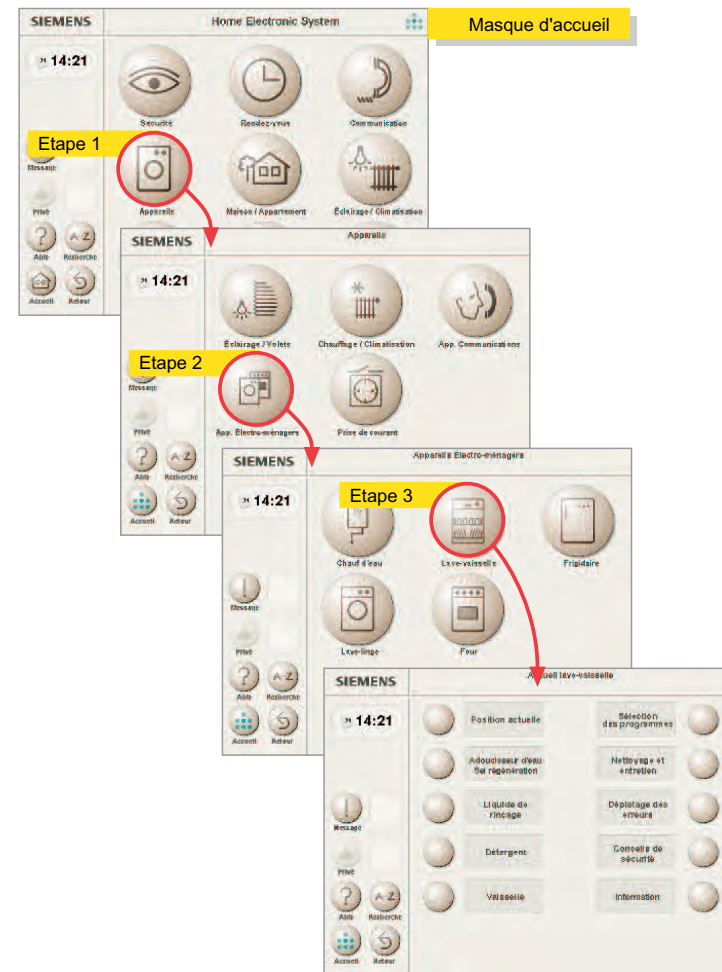 SIEMENS
Home Electronic System
Masque d'accueil
14:21
Sécurité
Rendez-vous
Communication
Etape 1
Message
Privé
Appareils
Maison / Appartement
Éclairage / Climatisation
?
A-Z
Aide
Recherche
Accueil
Retour
SIEMENS
Appareils
14:21
Éclairage / Volets
Chauffage / Climatisation
App. Communications
Etape 2
Message
Privé
App. Électro-ménagers
Prise de courant
?
A-Z
Aide
Recherche
Accueil
Retour
SIEMENS
Appareils Électro-ménagers
14:21
Etape 3
Chauf d'eau
Lave-vaisselle
Frigidaire
!
Message
Privé
Lave-linge
Four
?
A-Z
Aide
Recherche
Accueil
Retour
SIEMENS
Accueil lave-vaisselle
14:21
Position actuelle
Sélection
des programmes
Adoucisseur d'eau
Sel régénération
Nettoyage et
entretien
Liquide de
rinçage
Dépistage des
erreurs
!
Message
Détergent
Conseils de
sécurité
Privé
Vaisselle
Information
?
A-Z
Aide
Recherche
Accueil
Retour